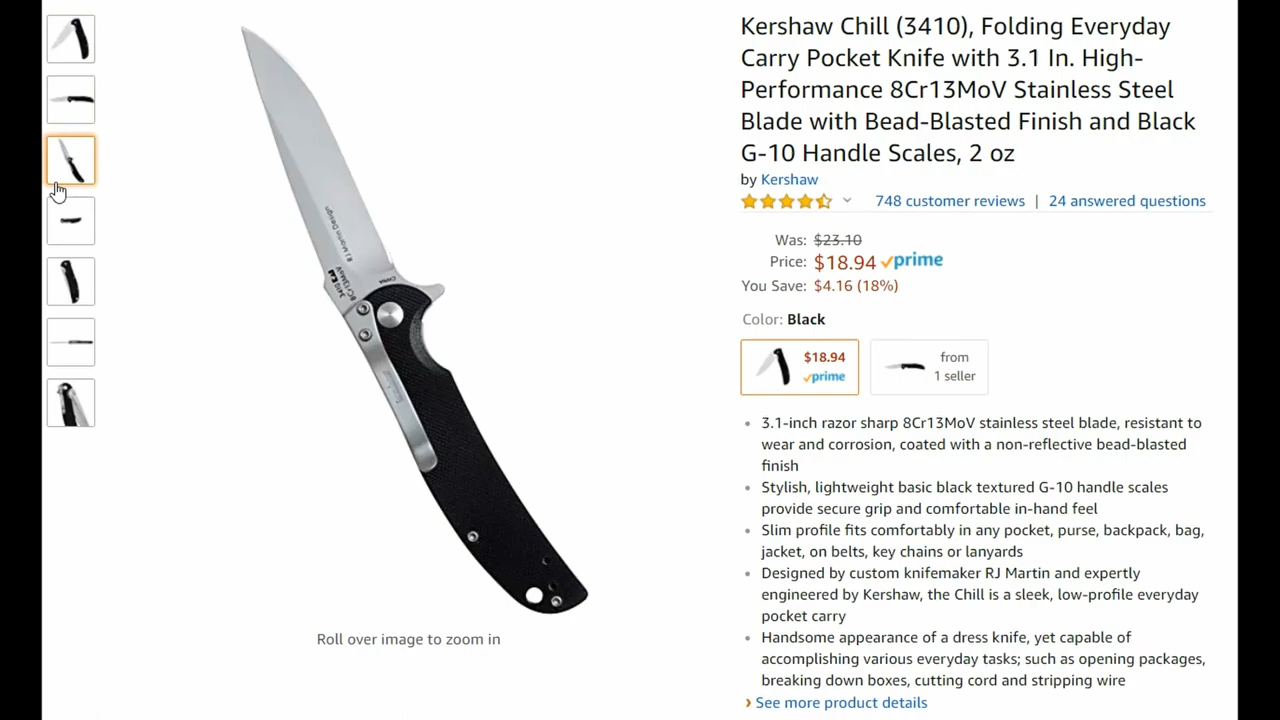 Kershaw Chill (3410), Folding Everyday
Carry Pocket Knife with 3.1 In. High-
Performance 8Cr13MoV Stainless Steel
Blade with Bead-Blasted Finish and Black
G-10 Handle Scales, 2 oz
by Kershaw
748 customer reviews | 24 answered questions
Was: $23.10
Price: $18.94 prime
You Save: $4.16 (18%)
Color: Black
$18.94
prime
from
1 seller
3.1-inch razor sharp 8Cr13MoV stainless steel blade, resistant to
wear and corrosion, coated with a non-reflective bead-blasted
finish
Stylish, lightweight basic black textured G-10 handle scales
provide secure grip and comfortable in-hand feel
Slim profile fits comfortably in any pocket, purse, backpack, bag,
jacket, on belts, key chains or lanyards
Designed by custom knifemaker RJ Martin and expertly
engineered by Kershaw, the Chill is a sleek, low-profile everyday
pocket carry
Handsome appearance of a dress knife, yet capable of
accomplishing various everyday tasks; such as opening packages,
breaking down boxes, cutting cord and stripping wire
› See more product details
RJ Martin Design
3410
8Cr13MoV
CHINA
Roll over image to zoom in